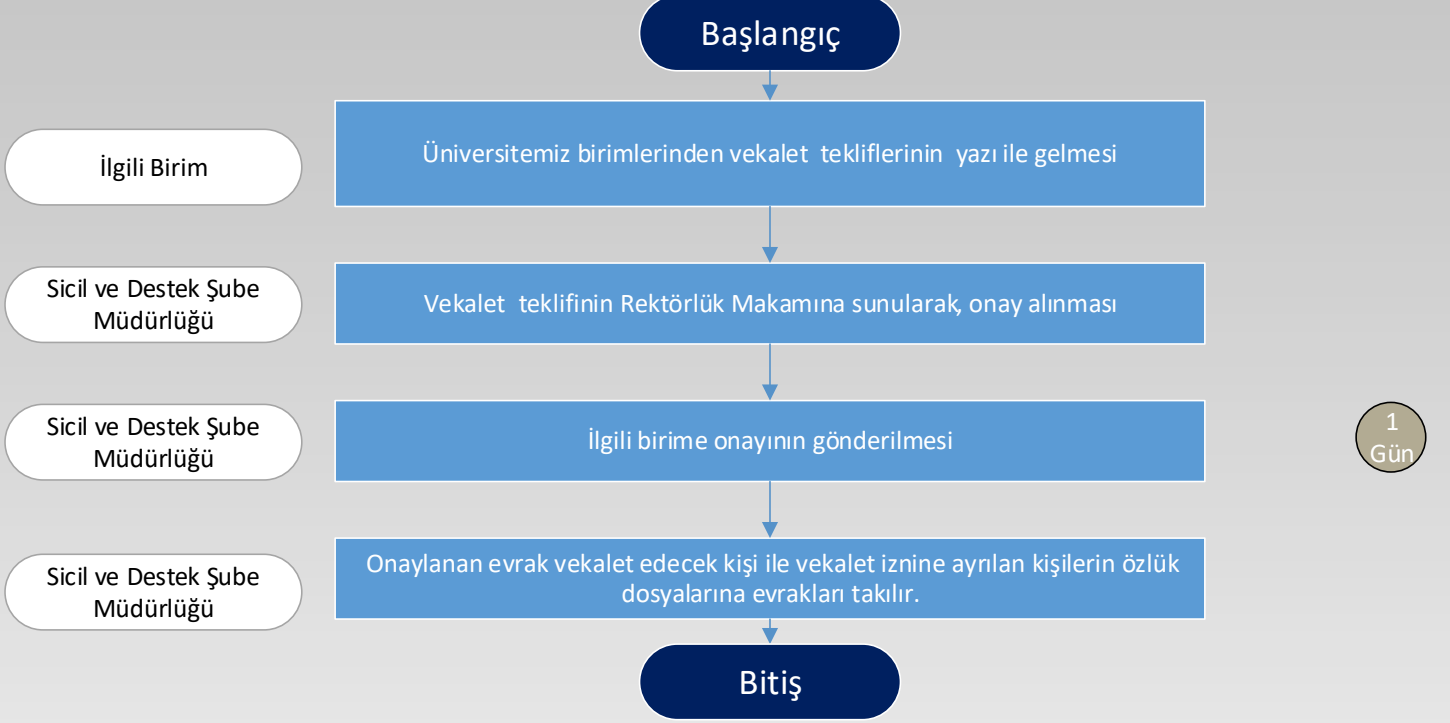 Başlangıç
İlgili Birim
Üniversitemiz birimlerinden vekalet tekliflerinin yazı ile gelmesi
Sicil ve Destek Şube
Müdürlüğü
Vekalet teklifinin Rektörlük Makamına sunularak, onay alınması
Sicil ve Destek Şube
Müdürlüğü
İlgili birime onayının gönderilmesi
1
Gün
Sicil ve Destek Şube
Müdürlüğü
Onaylanan evrak vekalet edecek kişi ile vekalet iznine ayrılan kişilerin özlük
dosyalarına evrakları takılır.
Bitiş